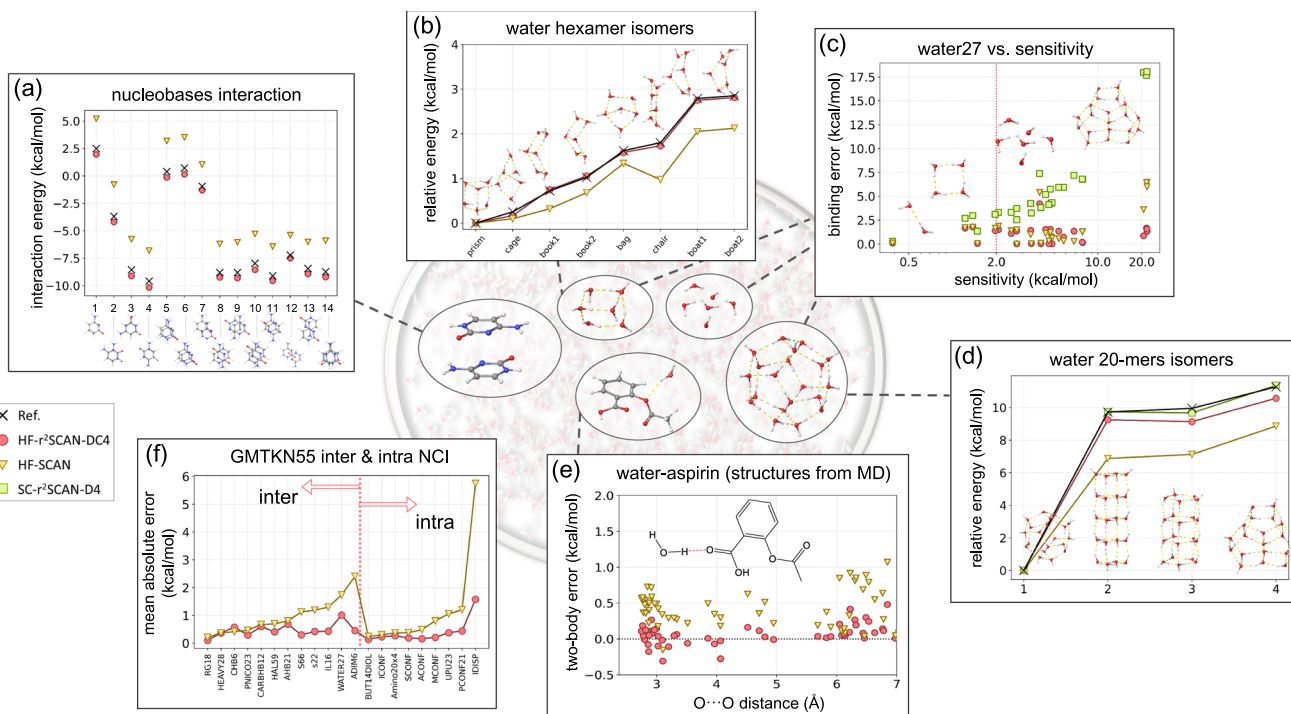 (a)
nucleobases interaction
interaction energy (kcal/mol)
5.0
2.5
0.0
−2.5
−5.0
−7.5
−10.0
1 2 3 4 5 6 7 8 9 10 11 12 13 14
(b)
water hexamer isomers
relative energy (kcal/mol)
4
3
2
1
0
prism cage book1 book2 bag chair boat1 boat2
(c)
water27 vs. sensitivity
binding error (kcal/mol)
17.5
15.0
12.5
10.0
7.5
5.0
2.5
0.0
0.5 2.0 10.0 20.0
sensitivity (kcal/mol)
(d)
water 20-mers isomers
relative energy (kcal/mol)
10
8
6
4
2
0
1 2 3 4
Ref.
HF-r²SCAN-DC4
HF-SCAN
SC-r²SCAN-D4
(f)
GMTKN55 inter & intra NCI
inter
intra
mean absolute error
(kcal/mol)
6
5
4
3
2
1
0
RG18 HEAVY28 CHB6 PNICO23 CARBHB12 HAL59 AHB21 S66 s22 IL16 WATER27 ADIM6 BUT14DIOL ICONF Amino20x4 SCONF ACONF MCONF UPU23 PCONF21 IDISP
(e)
water-aspirin (structures from MD)
two-body error (kcal/mol)
2.0
1.5
1.0
0.5
0.0
−0.5
H
O
H
O
OH
O
O
3 4 5 6 7
O···O distance (Å)